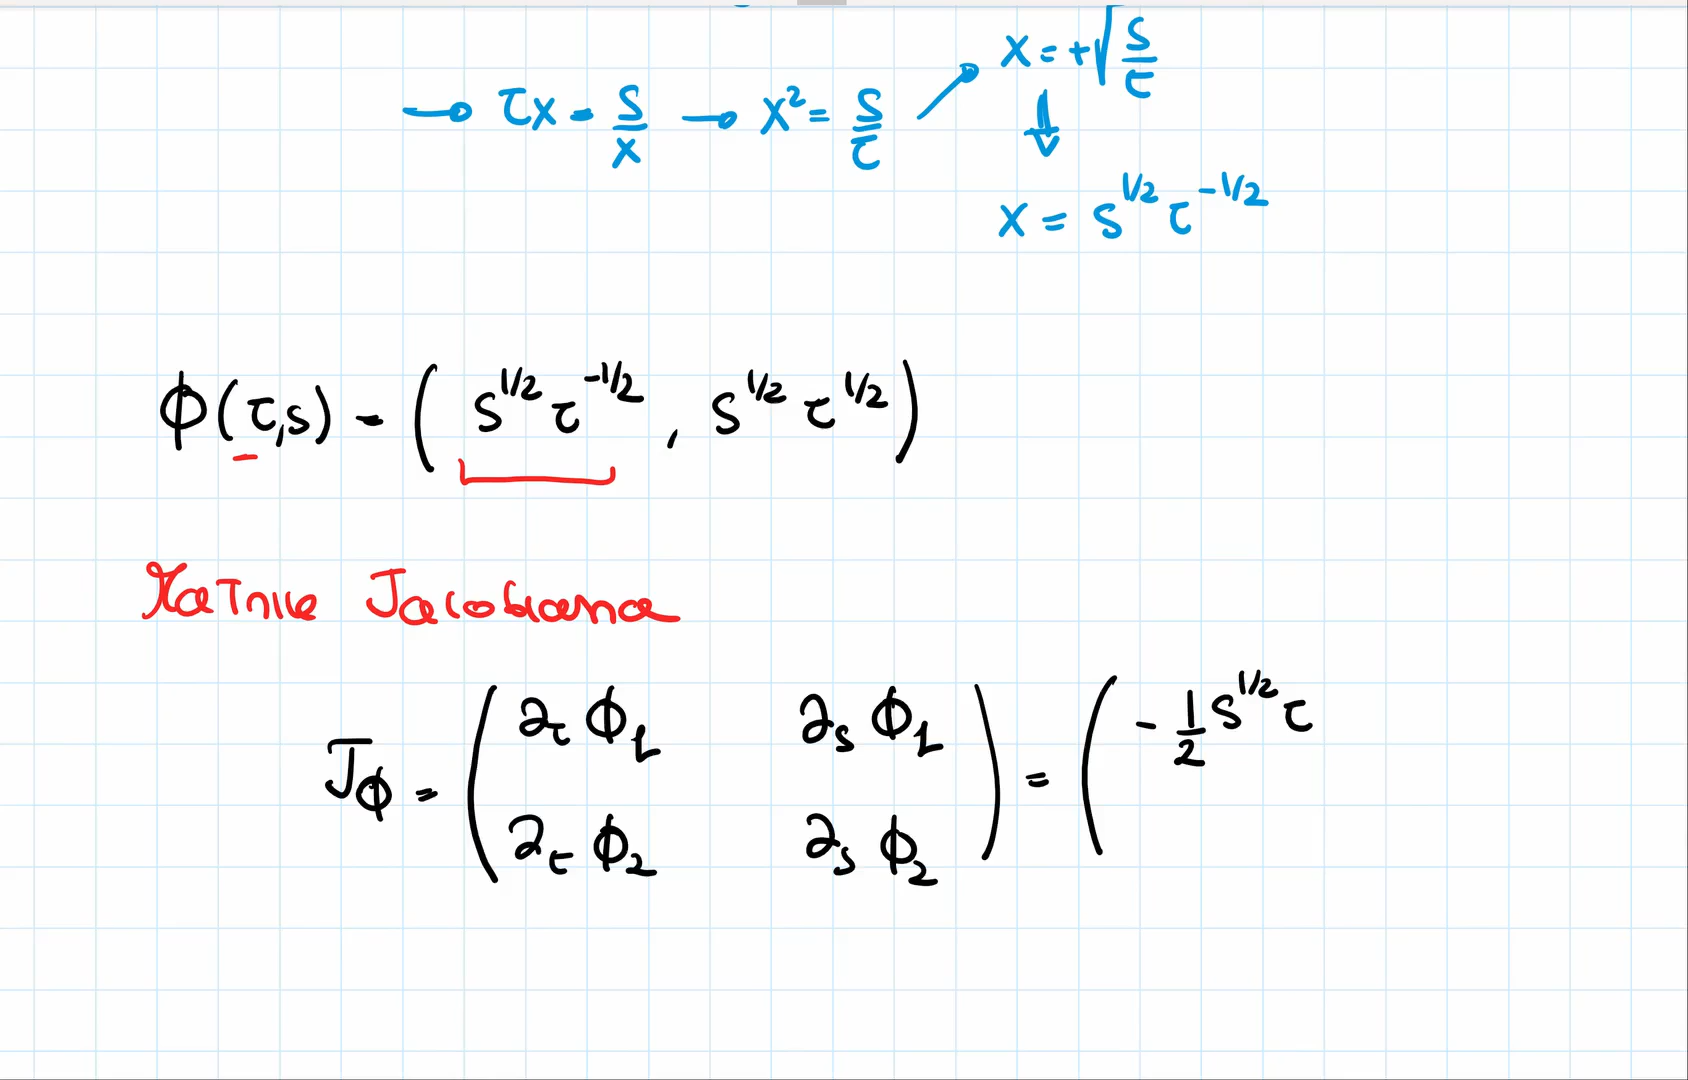 x = +√(s/τ)
→ τx = s/x → x² = s/τ
x = s^{1/2} τ^{-1/2}
ϕ(τ,s) = ( s^{1/2} τ^{-1/2} , s^{1/2} τ^{1/2} )
Matrice Jacobiana
J_ϕ = ( ∂_τ ϕ_1 ∂_s ϕ_1 ; ∂_τ ϕ_2 ∂_s ϕ_2 ) = ( - 1/2 s^{1/2} τ